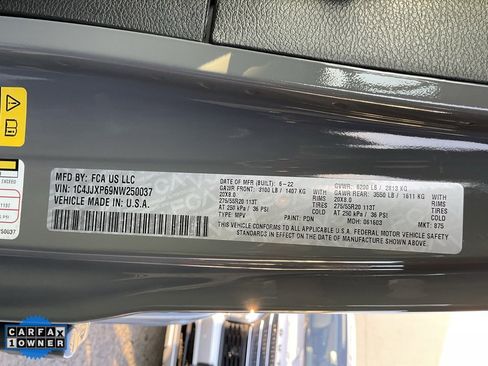 MFD BY: FCA US LLC
VIN: 1C4JJXP69NW250037
VEHICLE MADE IN: U.S.A.
DATE OF MFR (BUILT): 6-22
GAWR FRONT: 3100 LB / 1407 KG WITH
20X8.0 RIMS
275/55R20 113T TIRES
AT 250 kPa / 36 PSI COLD
TYPE: MPV PAINT: PDN
GVWR: 6200 LB / 2813 KG
GAWR REAR: 3550 LB / 1611 KG WITH
20X8.0 RIMS
275/55R20 113T TIRES
AT 250 kPa / 36 PSI COLD
MDH: 061603 MKT: 875
THIS VEHICLE CONFORMS TO ALL APPLICABLE U.S.A. FEDERAL MOTOR VEHICLE SAFETY
STANDARDS IN EFFECT ON THE DATE OF MANUFACTURE SHOWN ABOVE.
EXCEED
113T
250037
CARFAX
1 OWNER